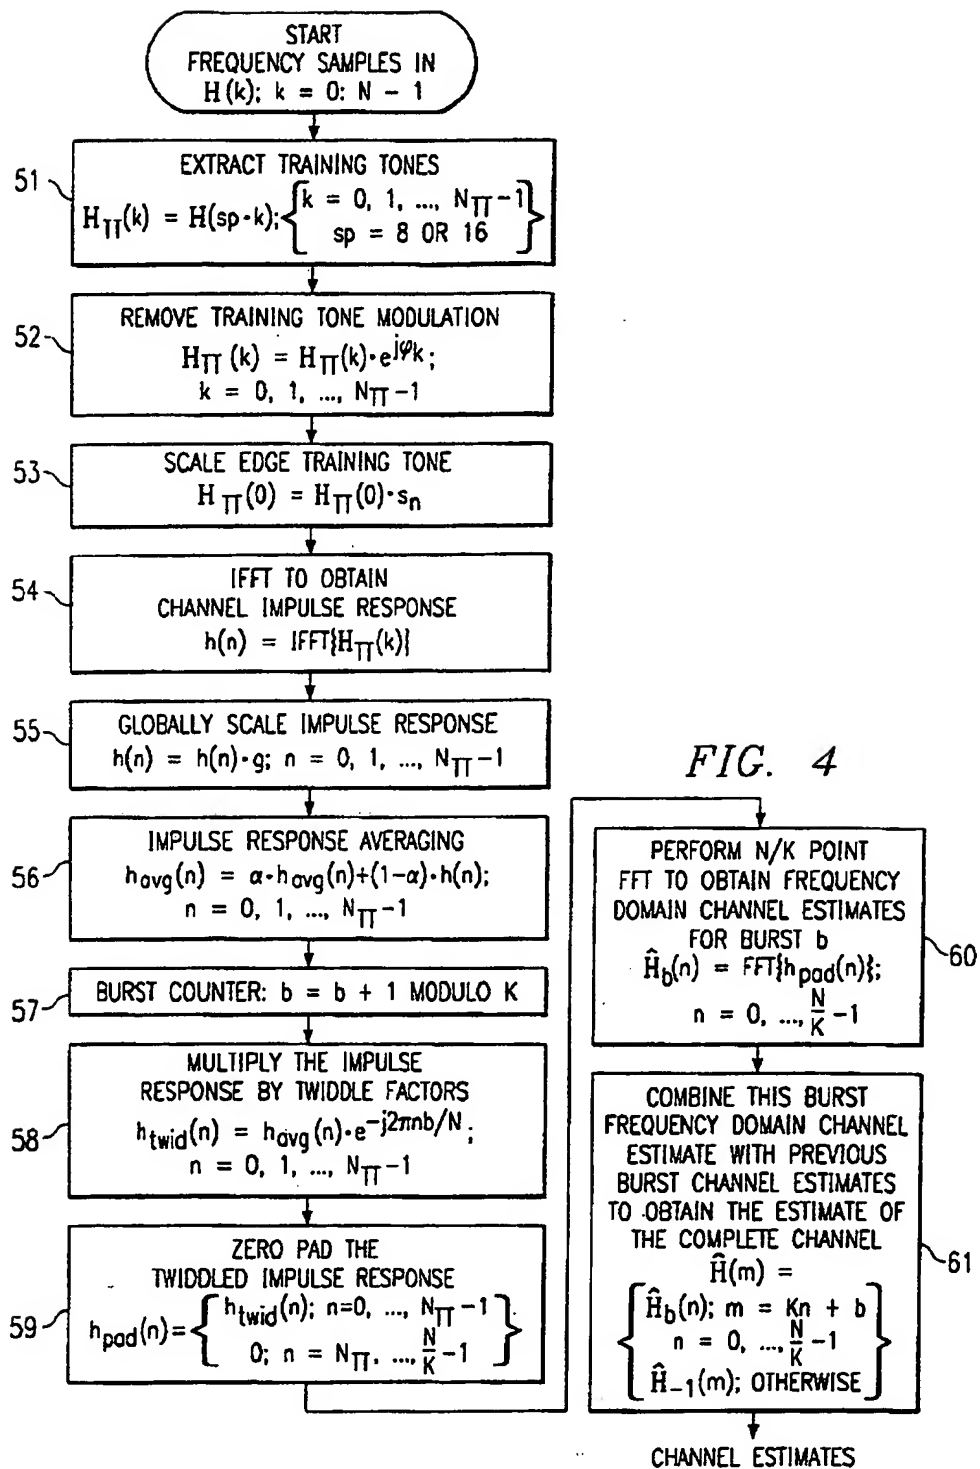 START
FREQUENCY SAMPLES IN
H(k); k = 0: N - 1
51
EXTRACT TRAINING TONES
H_TT(k) = H(sp·k); { k = 0, 1, ..., N_TT-1
sp = 8 OR 16 }
52
REMOVE TRAINING TONE MODULATION
H_TT(k) = H_TT(k)·e^jφk;
k = 0, 1, ..., N_TT-1
53
SCALE EDGE TRAINING TONE
H_TT(0) = H_TT(0)·s_n
54
IFFT TO OBTAIN
CHANNEL IMPULSE RESPONSE
h(n) = IFFT{H_TT(k)}
55
GLOBALLY SCALE IMPULSE RESPONSE
h(n) = h(n)·g; n = 0, 1, ..., N_TT-1
56
IMPULSE RESPONSE AVERAGING
h_avg(n) = α·h_avg(n)+(1-α)·h(n);
n = 0, 1, ..., N_TT-1
57
BURST COUNTER: b = b + 1 MODULO K
58
MULTIPLY THE IMPULSE
RESPONSE BY TWIDDLE FACTORS
h_twid(n) = h_avg(n)·e^-j2πnb/N;
n = 0, 1, ..., N_TT-1
59
ZERO PAD THE
TWIDDLED IMPULSE RESPONSE
h_pad(n) = { h_twid(n); n=0, ..., N_TT-1
0; n = N_TT, ..., N/K-1 }
FIG. 4
PERFORM N/K POINT
FFT TO OBTAIN FREQUENCY
DOMAIN CHANNEL ESTIMATES
FOR BURST b
Ĥ_b(n) = FFT{h_pad(n)};
n = 0, ..., N/K-1
60
COMBINE THIS BURST
FREQUENCY DOMAIN CHANNEL
ESTIMATE WITH PREVIOUS
BURST CHANNEL ESTIMATES
TO OBTAIN THE ESTIMATE OF
THE COMPLETE CHANNEL
Ĥ(m) =
{ Ĥ_b(n); m = Kn + b
n = 0, ..., N/K-1
Ĥ_-1(m); OTHERWISE }
61
CHANNEL ESTIMATES